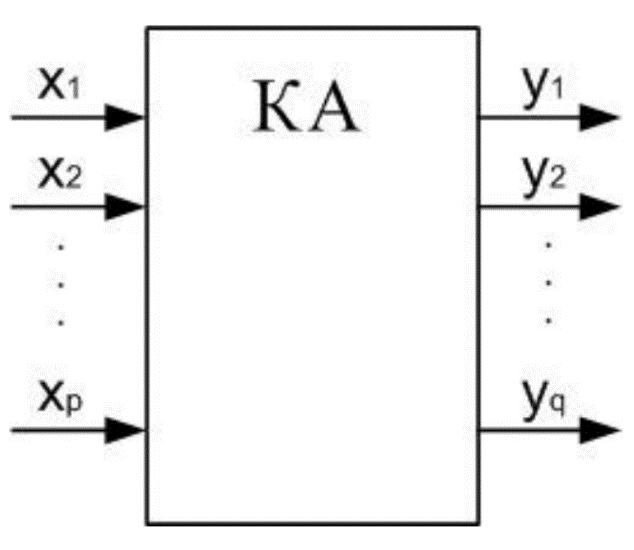 x1 КА y1
x2 y2
. .
. .
. .
xp yq